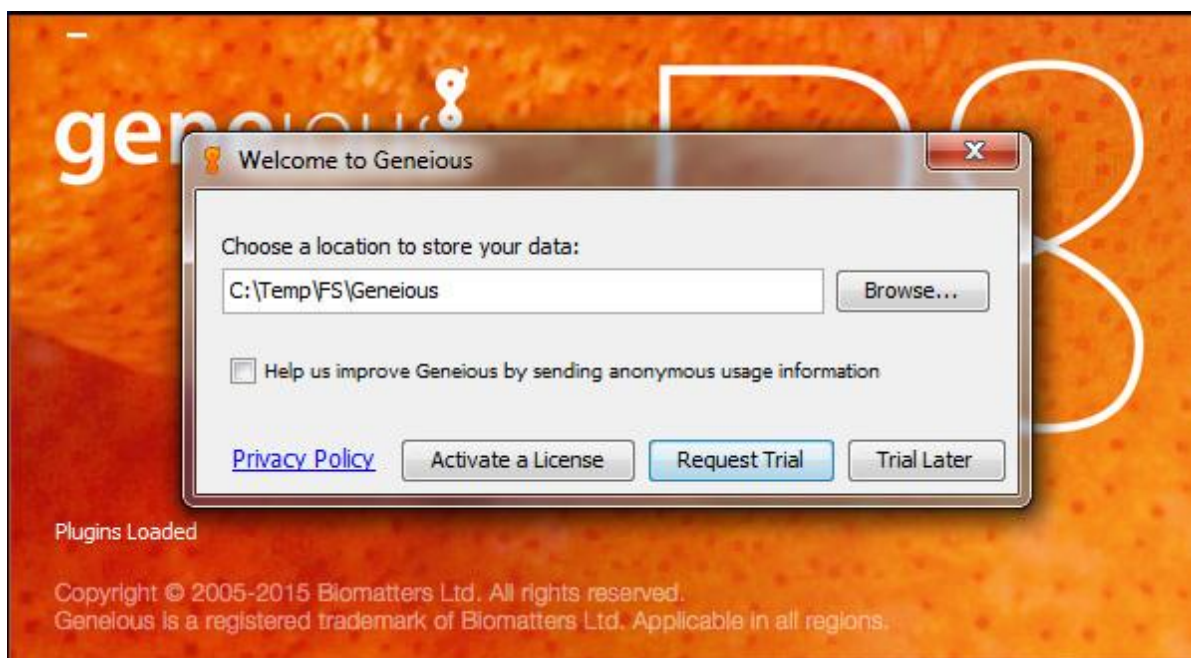 geneious
R8
Welcome to Geneious
Choose a location to store your data:
C:\Temp\FS\Geneious
Browse...
Help us improve Geneious by sending anonymous usage information
Privacy Policy
Activate a License
Request Trial
Trial Later
Plugins Loaded
Copyright © 2005-2015 Biomatters Ltd. All rights reserved.
Geneious is a registered trademark of Biomatters Ltd. Applicable in all regions.